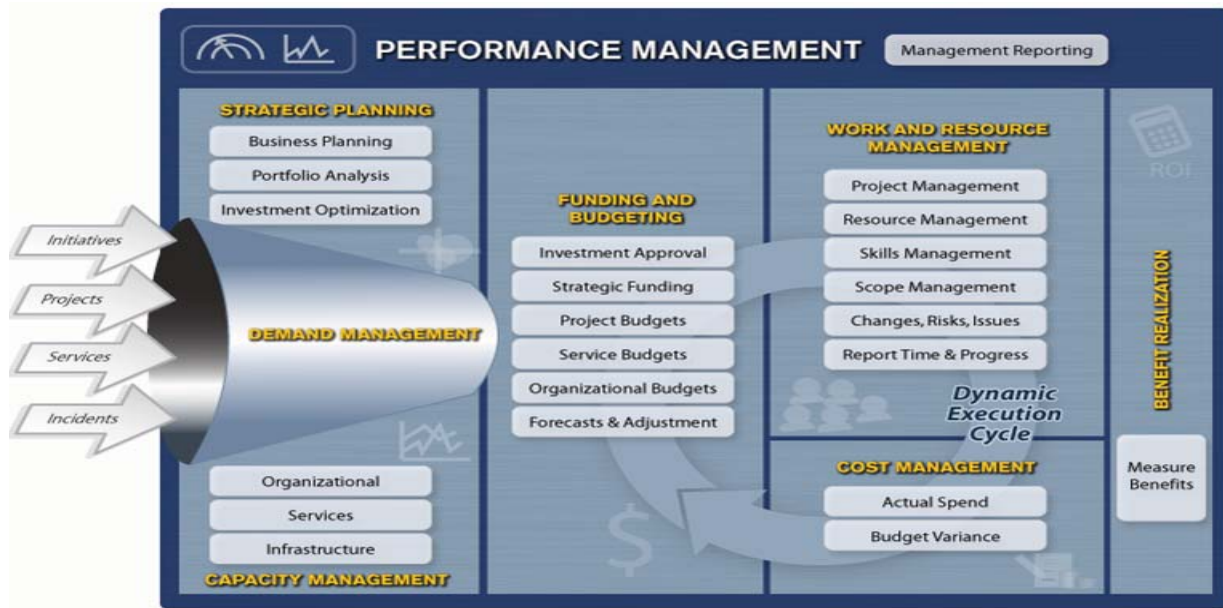 PERFORMANCE MANAGEMENT
Management Reporting
STRATEGIC PLANNING
Business Planning
Portfolio Analysis
Investment Optimization
Initiatives
Projects
Services
Incidents
DEMAND MANAGEMENT
Organizational
Services
Infrastructure
CAPACITY MANAGEMENT
FUNDING AND
BUDGETING
Investment Approval
Strategic Funding
Project Budgets
Service Budgets
Organizational Budgets
Forecasts & Adjustment
$
WORK AND RESOURCE
MANAGEMENT
Project Management
Resource Management
Skills Management
Scope Management
Changes, Risks, Issues
Report Time & Progress
Dynamic
Execution
Cycle
COST MANAGEMENT
Actual Spend
Budget Variance
ROI
BENEFIT REALIZATION
Measure
Benefits